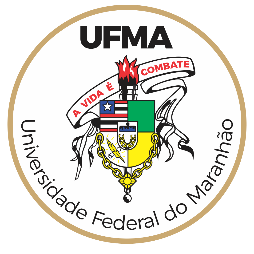 UFMA
A VIDA É COMBATE
Universidade Federal do Maranhão